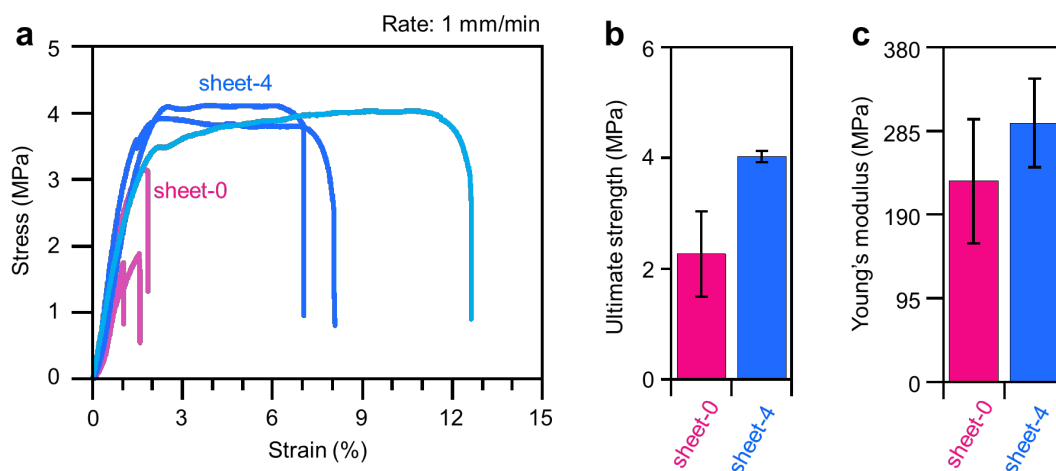 a
Rate: 1 mm/min
Stress (MPa)
5
4
3
2
1
0
sheet-4
sheet-0
0 3 6 9 12 15
Strain (%)
b
Ultimate strength (MPa)
6
4
2
0
sheet-0 sheet-4
c
Young's modulus (MPa)
380
285
190
95
0
sheet-0 sheet-4